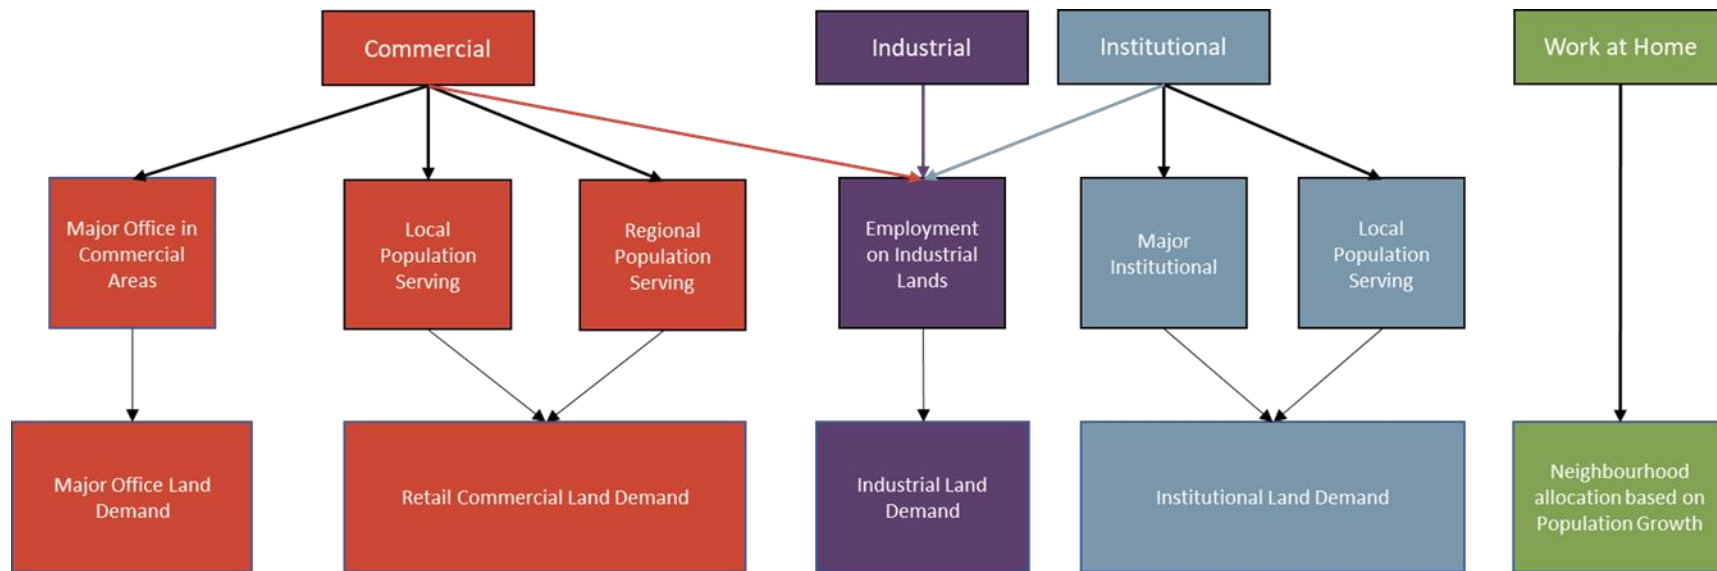 Commercial
Industrial
Institutional
Work at Home
Major Office in
Commercial
Areas
Local
Population
Serving
Regional
Population
Serving
Employment
on Industrial
Lands
Major
Institutional
Local
Population
Serving
Major Office Land
Demand
Retail Commercial Land Demand
Industrial Land
Demand
Institutional Land Demand
Neighbourhood
allocation based on
Population Growth